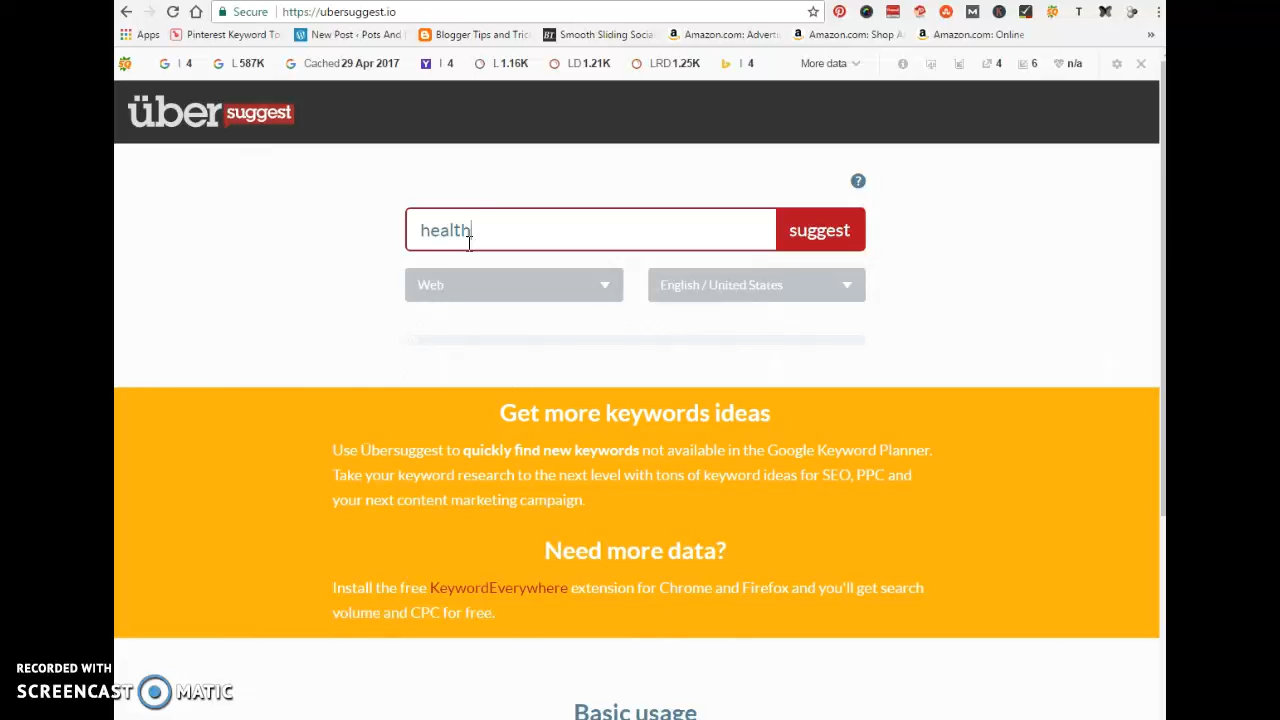 Secure https://ubersuggest.io
Apps Pinterest Keyword To New Post ‹ Pots And Blogger Tips and Tric Smooth Sliding Socia Amazon.com: Adverti Amazon.com: Shop A Amazon.com: Online »
I 4 L 587K Cached 29 Apr 2017 I 4 L 1.16K LD 1.21K LRD 1.25K I 4 More data 4 6 n/a
über suggest
?
health suggest
Web English / United States
Get more keywords ideas
Use Übersuggest to quickly find new keywords not available in the Google Keyword Planner.
Take your keyword research to the next level with tons of keyword ideas for SEO, PPC and
your next content marketing campaign.
Need more data?
Install the free KeywordEverywhere extension for Chrome and Firefox and you'll get search
volume and CPC for free.
Basic usage
RECORDED WITH
SCREENCAST MATIC